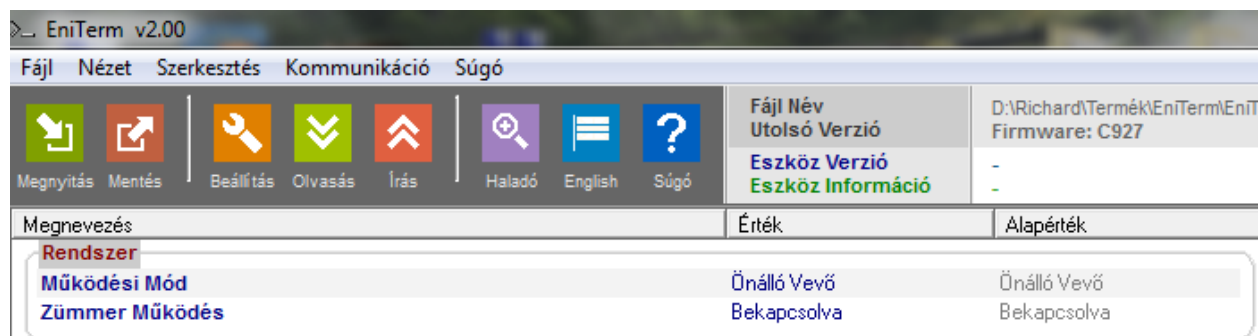 EniTerm v2.00
Fájl Nézet Szerkesztés Kommunikáció Súgó
Megnyitás Mentés Beállítás Olvasás Írás Haladó English Súgó
Fájl Név D:\Richard\Termék\EniTerm\EniT
Utolsó Verzió Firmware: C927
Eszköz Verzió -
Eszköz Információ -
Megnevezés Érték Alapérték
Rendszer
Működési Mód Önálló Vevő Önálló Vevő
Zümmer Működés Bekapcsolva Bekapcsolva